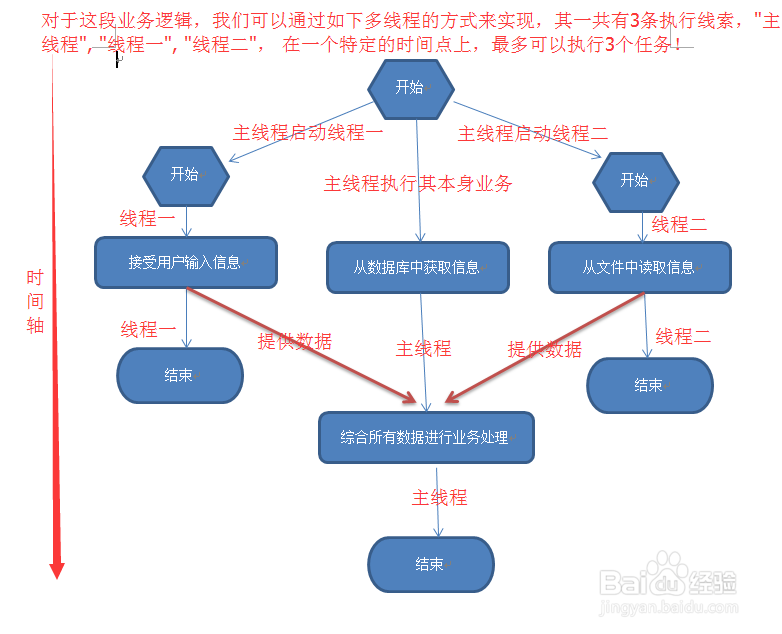 对于这段业务逻辑，我们可以通过如下多线程的方式来实现，其一共有3条执行线索，"主
线程", "线程一", "线程二"， 在一个特定的时间点上，最多可以执行3个任务！
开始
主线程启动线程一
主线程启动线程二
开始
主线程执行其本身业务
开始
线程一
线程二
接受用户输入信息
从数据库中获取信息
从文件中读取信息
时
间
轴
线程一
提供数据
主线程
提供数据
线程二
结束
结束
综合所有数据进行业务处理
主线程
结束
Baidu 经验
jingyan.baidu.com